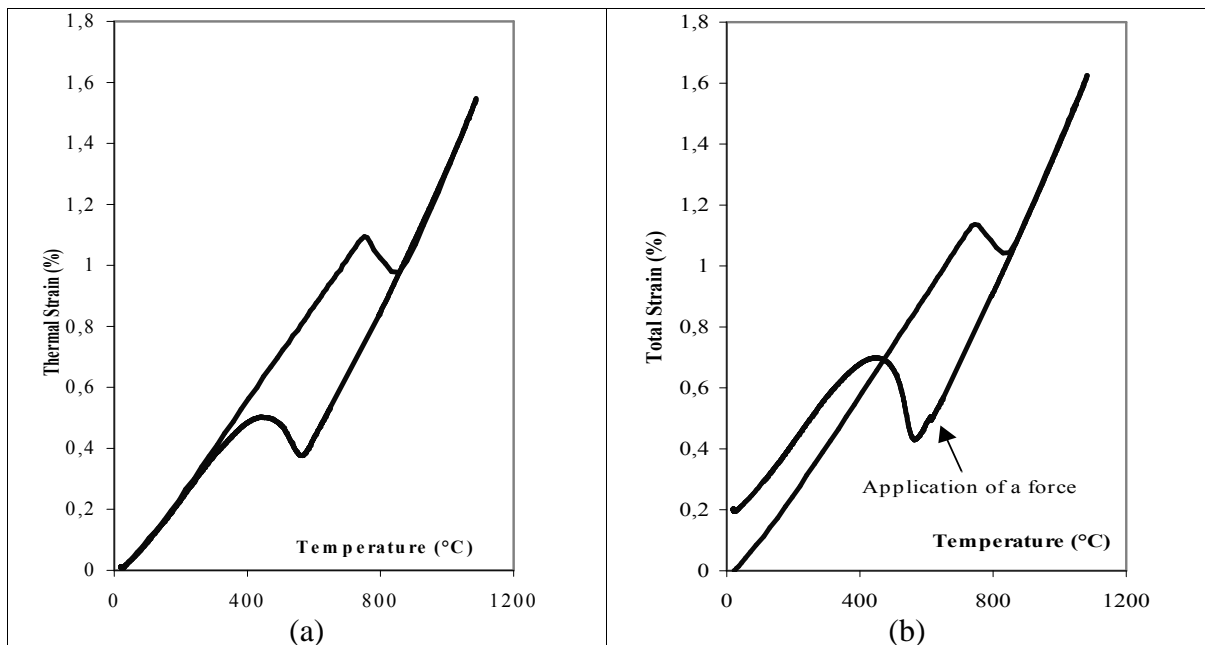 1,8
1,6
1,4
1,2
1
0,8
0,6
0,4
0,2
0
Thermal Strain (%)
Temperature (°C)
0 400 800 1200
(a)
1,8
1,6
1,4
1,2
1
0,8
0,6
0,4
0,2
0
Total Strain (%)
Application of a force
Temperature (°C)
0 400 800 1200
(b)